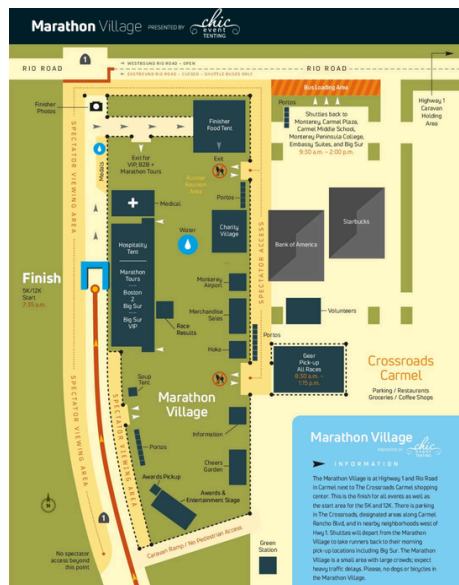 Marathon Village PRESENTED BY chic
event
TENTING
1
WESTBOUND RIO ROAD - OPEN
RIO ROAD
RIO ROAD
EASTBOUND RIO ROAD - CLOSED - SHUTTLE BUSES ONLY
Bus Loading Area
Finisher
Photos
Portos
Shuttles back to
Monterey, Carmel Plaza,
Carmel Middle School,
Monterey Peninsula College,
Embassy Suites, and Big Sur
9:30 a.m. - 2:00 p.m.
Highway 1
Caravan
Holding
Area
Finisher
Food Tent
SPECTATOR VIEWING AREA
Medals
Exit for
VIP, B2B +
Marathon Tours
Exit
Runner
Reunion
Area
Portos
Medical
Water
Charity
Village
SPECTATOR ACCESS
Starbucks
Bank of America
Hospitality
Tent
Marathon
Tours
Boston
2
Big Sur
Big Sur
VIP
Monterey
Airport
Finish
5K/12K
Start
7:35 a.m.
Race
Results
Merchandise
Sales
Volunteers
Portos
Hoka
Gear
Pick-up
All Races
8:30 a.m. -
1:15 p.m.
Crossroads
Carmel
Parking / Restaurants
Groceries / Coffee Shops
Soup
Tent
Marathon
Village
SPECTATOR VIEWING AREA
SPECTATOR VIEWING AREA
Information
Portos
Cheers
Garden
Awards Pickup
Awards &
Entertainment Stage
N
1
No spectator
access beyond
this point
Caravan Ramp / No Pedestrian Access
Green
Station
Marathon Village
PRESENTED BY chic
event
TENTING
INFORMATION
The Marathon Village is at Highway 1 and Rio Road
in Carmel next to The Crossroads Carmel shopping
center. This is the finish for all events as well as
the start area for the 5K and 12K. There is parking
in The Crossroads, designated areas along Carmel
Rancho Blvd, and in nearby neighborhoods west of
Hwy 1. Shuttles will depart from the Marathon
Village to take runners back to their morning
pick-up locations including Big Sur. The Marathon
Village is a small area with large crowds; expect
heavy traffic delays. Please, no dogs or bicycles in
the Marathon Village.